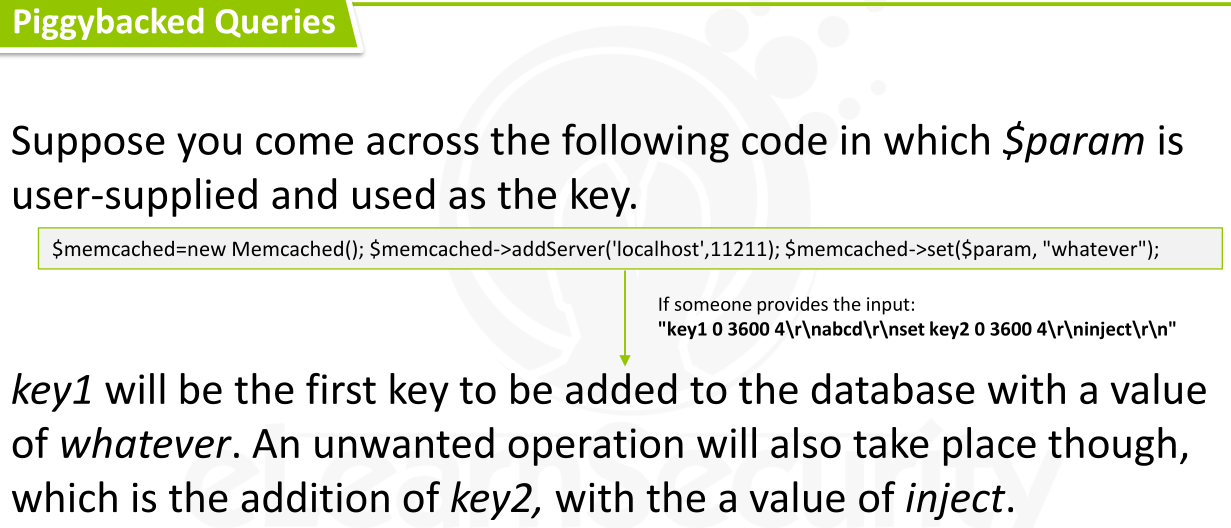 Piggybacked Queries
Suppose you come across the following code in which $param is
user-supplied and used as the key.
$memcached=new Memcached(); $memcached->addServer('localhost',11211); $memcached->set($param, "whatever");
If someone provides the input:
"key1 0 3600 4\r\nabcd\r\nset key2 0 3600 4\r\ninject\r\n"
key1 will be the first key to be added to the database with a value
of whatever. An unwanted operation will also take place though,
which is the addition of key2, with the a value of inject.
eLearnSecurity